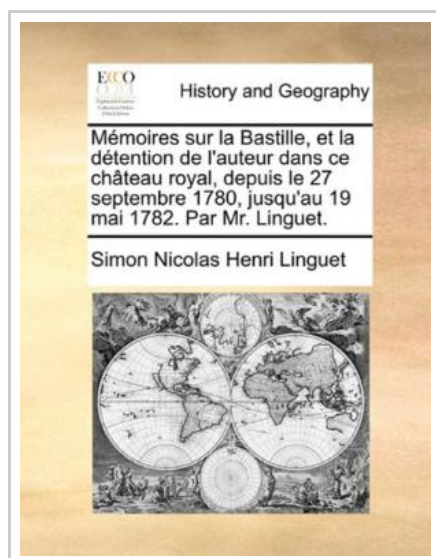 ECCO
History and Geography
Mémoires sur la Bastille, et la
détention de l'auteur dans ce
château royal, depuis le 27
septembre 1780, jusqu'au 19
mai 1782. Par Mr. Linguet.
Simon Nicolas Henri Linguet